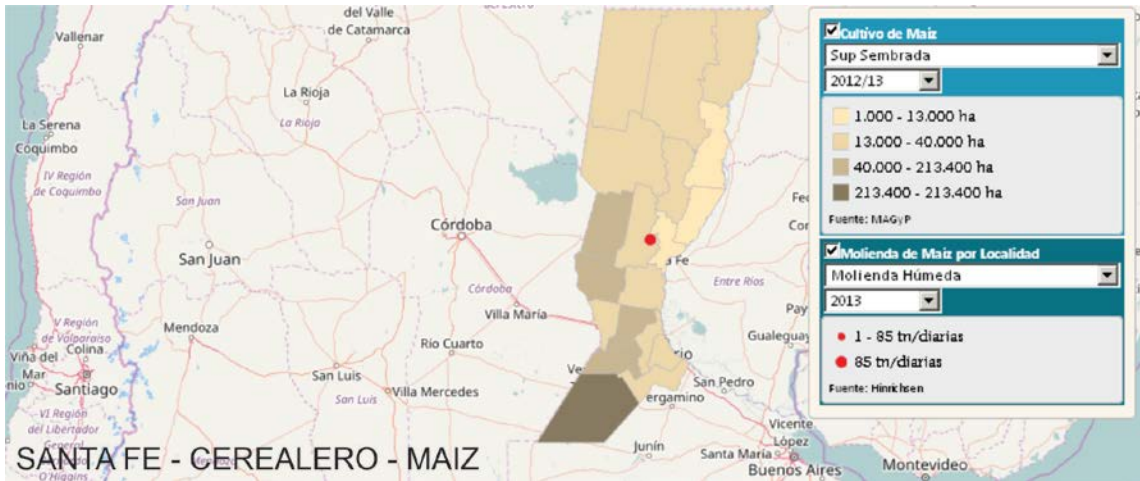 del Valle
de Catamarca
Vallenar
La Rioja
La Rioja
La Serena
Coquimbo
IV Región
de Coquimbo
San Juan
San Juan
Córdoba
a Fe
Entre Ríos
Córdoba
Villa María
Mendoza
Río Cuarto
V Región
de Valparaíso
Colina
Viña del
Mar
Santiago
San Luis
San Luis
Villa Mercedes
Gualeguay
San Pedro
ergamino
VI Región
del Libertador
General
O'Higgins
Mendoza
Junín
Vicente
López
Santa María
Buenos Aires
Montevideo
SANTA FE - CEREALERO - MAIZ
Cultivo de Maiz
Sup Sembrada
2012/13
1.000 - 13.000 ha
13.000 - 40.000 ha
40.000 - 213.400 ha
213.400 - 213.400 ha
Fuente: MAGyP
Molienda de Maiz por Localidad
Molienda Húmeda
2013
1 - 85 tn/diarias
85 tn/diarias
Fuente: Hinrichsen